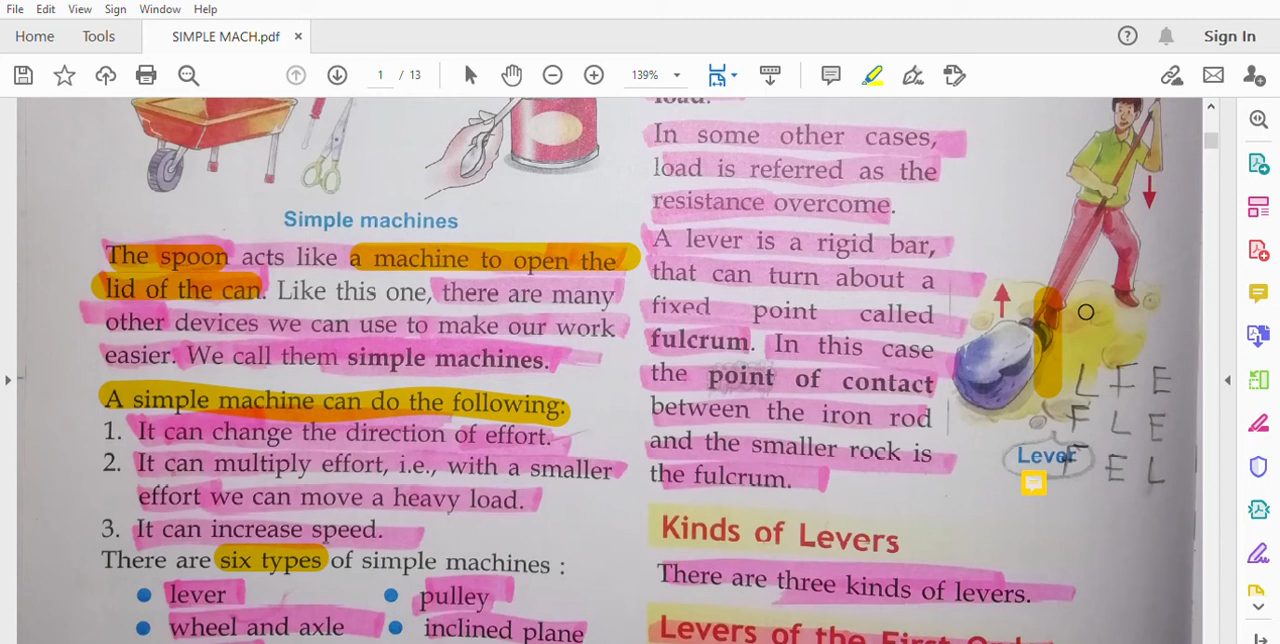 File Edit View Sign Window Help
Home Tools SIMPLE MACH.pdf × Sign In
1 / 13 139%
Simple machines
The spoon acts like a machine to open the
lid of the can. Like this one, there are many
other devices we can use to make our work
easier. We call them simple machines.
A simple machine can do the following:
1. It can change the direction of effort.
2. It can multiply effort, i.e., with a smaller
effort we can move a heavy load.
3. It can increase speed.
There are six types of simple machines :
lever
pulley
wheel and axle
inclined plane
load.
In some other cases,
load is referred as the
resistance overcome.
A lever is a rigid bar,
that can turn about a
fixed point called
fulcrum. In this case
the point of contact
between the iron rod
and the smaller rock is
the fulcrum.
L F E
F L E
F E L
Lever
Kinds of Levers
There are three kinds of levers.
Levers of the First Order